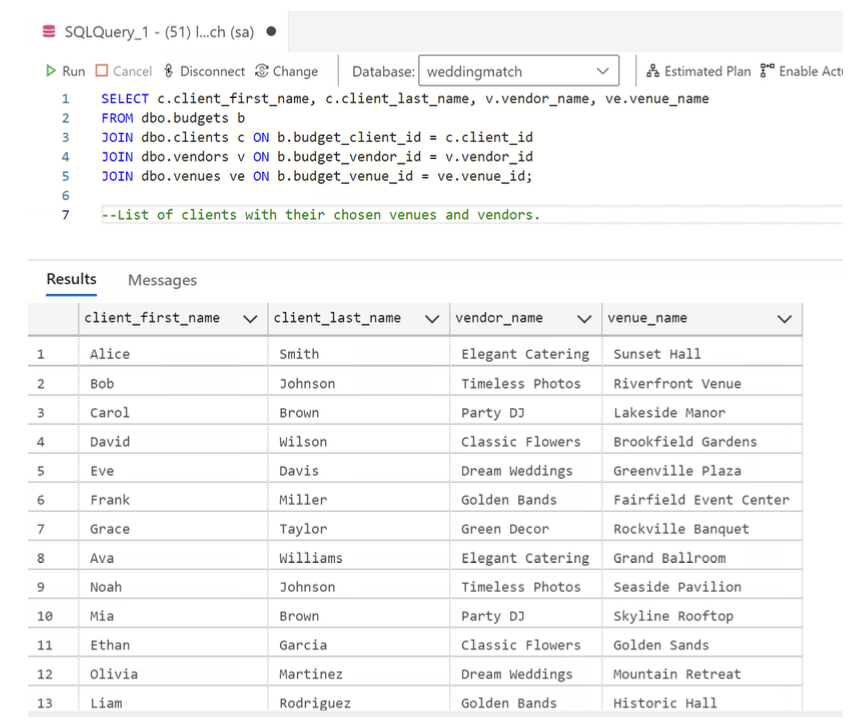 SQLQuery_1 - (51) l...ch (sa)
Run Cancel Disconnect Change Database: weddingmatch Estimated Plan Enable Actu
1 SELECT c.client_first_name, c.client_last_name, v.vendor_name, ve.venue_name
2 FROM dbo.budgets b
3 JOIN dbo.clients c ON b.budget_client_id = c.client_id
4 JOIN dbo.vendors v ON b.budget_vendor_id = v.vendor_id
5 JOIN dbo.venues ve ON b.budget_venue_id = ve.venue_id;
6
7 --List of clients with their chosen venues and vendors.
Results Messages
client_first_name client_last_name vendor_name venue_name
1 Alice Smith Elegant Catering Sunset Hall
2 Bob Johnson Timeless Photos Riverfront Venue
3 Carol Brown Party DJ Lakeside Manor
4 David Wilson Classic Flowers Brookfield Gardens
5 Eve Davis Dream Weddings Greenville Plaza
6 Frank Miller Golden Bands Fairfield Event Center
7 Grace Taylor Green Decor Rockville Banquet
8 Ava Williams Elegant Catering Grand Ballroom
9 Noah Johnson Timeless Photos Seaside Pavilion
10 Mia Brown Party DJ Skyline Rooftop
11 Ethan Garcia Classic Flowers Golden Sands
12 Olivia Martinez Dream Weddings Mountain Retreat
13 Liam Rodriguez Golden Bands Historic Hall